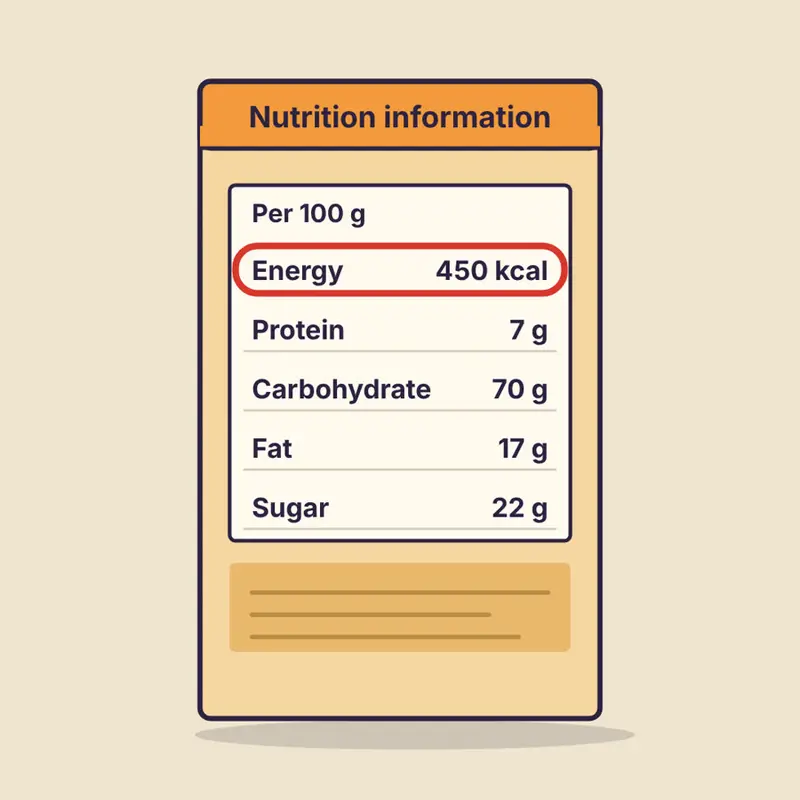 Nutrition information
Per 100 g
Energy 450 kcal
Protein 7 g
Carbohydrate 70 g
Fat 17 g
Sugar 22 g